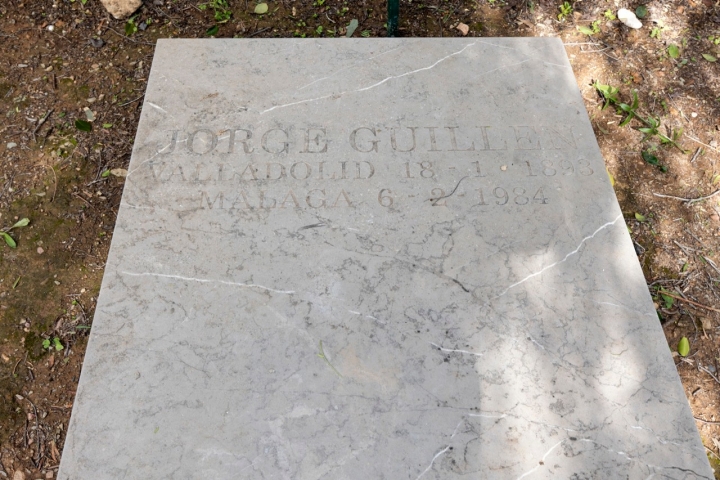 JORGE GUILLEN
VALLADOLID 18-1-1893
MALAGA 6-2-1984